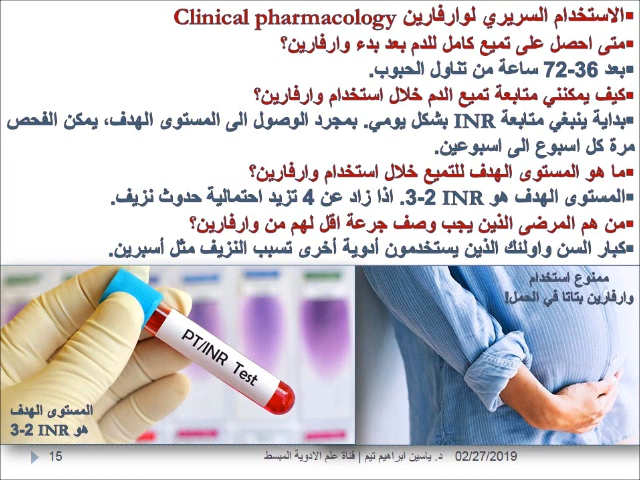 ▪الاستخدام السريري لوارفارين Clinical pharmacology
▪متى احصل على تميع كامل للدم بعد بدء وارفارين؟
▪بعد 36-72 ساعة من تناول الحبوب.
▪كيف يمكنني متابعة تميع الدم خلال استخدام وارفارين؟
▪بداية ينبغي متابعة INR بشكل يومي. بمجرد الوصول الى المستوى الهدف، يمكن الفحص
مرة كل اسبوع الى اسبوعين.
▪ما هو المستوى الهدف للتميع خلال استخدام وارفارين؟
▪المستوى الهدف هو INR 2-3. اذا زاد عن 4 تزيد احتمالية حدوث نزيف.
▪من هم المرضى الذين يجب وصف جرعة اقل لهم من وارفارين؟
▪كبار السن واولئك الذين يستخدمون أدوية أخرى تسبب النزيف مثل أسبرين.
ممنوع استخدام
وارفارين بتاتا في الحمل!
PT/INR Test
المستوى الهدف
هو INR 2-3
02/27/2019 د. ياسين ابراهيم تيم | قناة علم الادوية المبسط 15